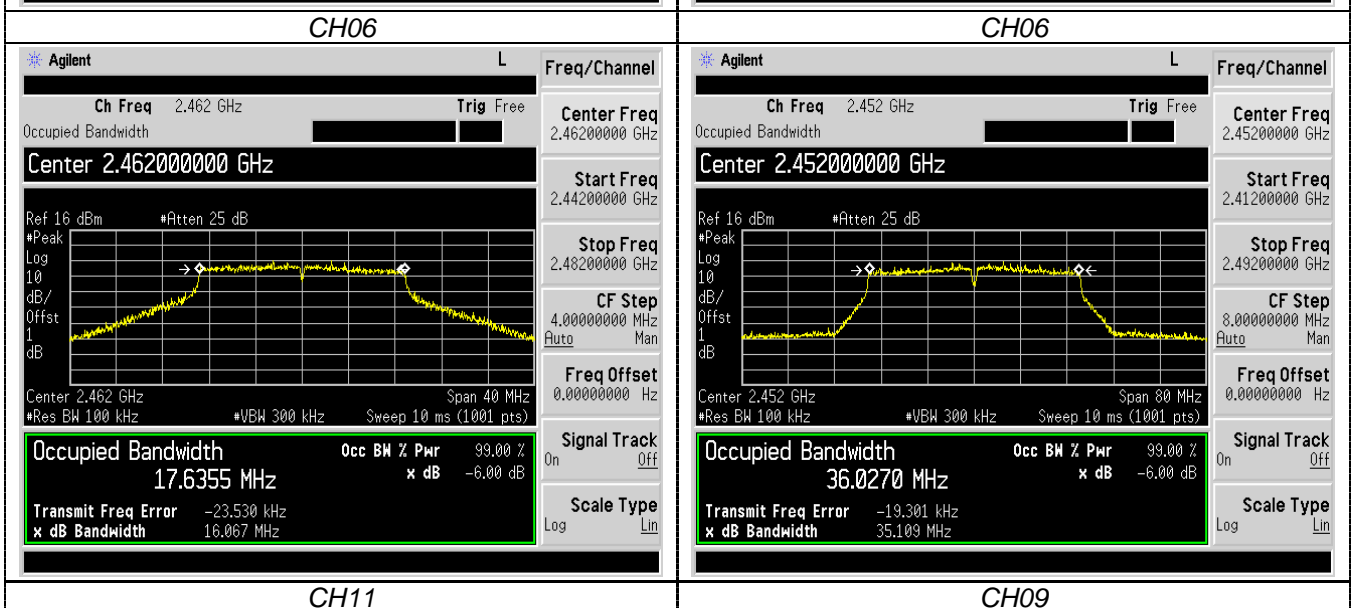 CH06
CH06
Agilent L
Freq/Channel
Ch Freq 2.462 GHz Trig Free
Occupied Bandwidth
Center 2.462000000 GHz
Ref 16 dBm #Atten 25 dB
#Peak
Log
10
dB/
Offst
1
dB
Center 2.462 GHz Span 40 MHz
#Res BW 100 kHz #VBW 300 kHz Sweep 10 ms (1001 pts)
Occupied Bandwidth Occ BW % Pwr 99.00 %
17.6355 MHz x dB -6.00 dB
Transmit Freq Error -23.530 kHz
x dB Bandwidth 16.067 MHz
Center Freq
2.46200000 GHz
Start Freq
2.44200000 GHz
Stop Freq
2.48200000 GHz
CF Step
4.00000000 MHz
Auto Man
Freq Offset
0.00000000 Hz
Signal Track
On Off
Scale Type
Log Lin
CH11
Agilent L
Freq/Channel
Ch Freq 2.452 GHz Trig Free
Occupied Bandwidth
Center 2.452000000 GHz
Ref 16 dBm #Atten 25 dB
#Peak
Log
10
dB/
Offst
1
dB
Center 2.452 GHz Span 80 MHz
#Res BW 100 kHz #VBW 300 kHz Sweep 10 ms (1001 pts)
Occupied Bandwidth Occ BW % Pwr 99.00 %
36.0270 MHz x dB -6.00 dB
Transmit Freq Error -19.301 kHz
x dB Bandwidth 35.109 MHz
Center Freq
2.45200000 GHz
Start Freq
2.41200000 GHz
Stop Freq
2.49200000 GHz
CF Step
8.00000000 MHz
Auto Man
Freq Offset
0.00000000 Hz
Signal Track
On Off
Scale Type
Log Lin
CH09